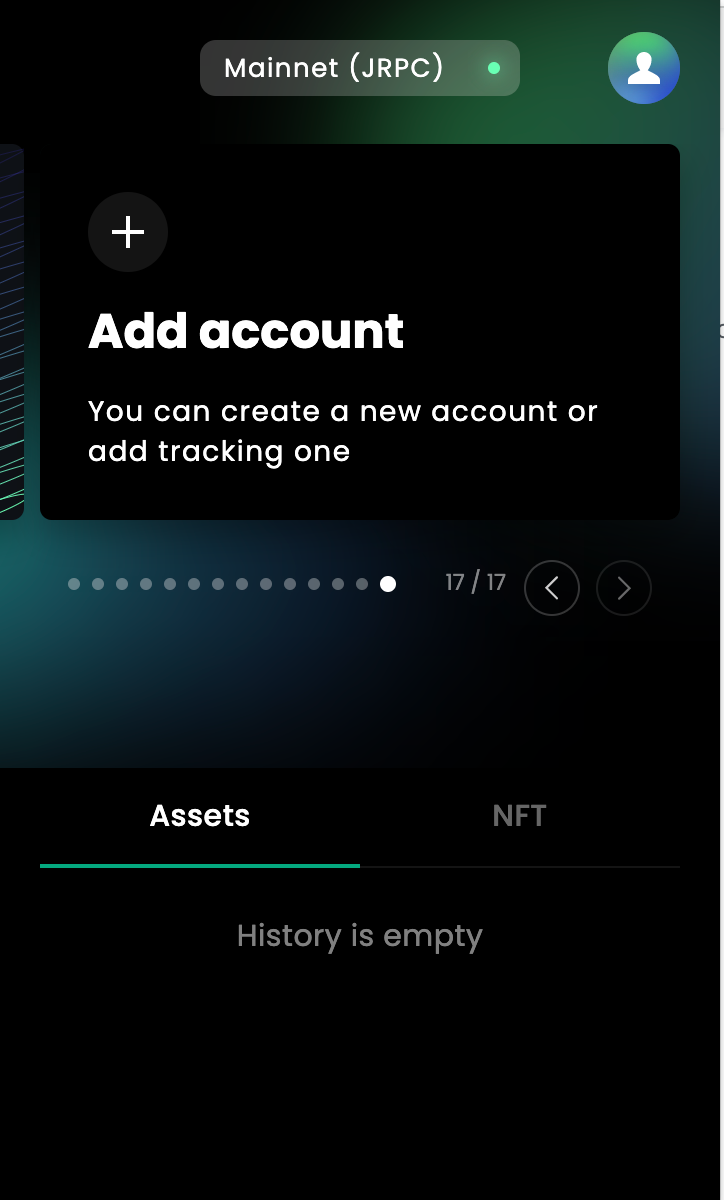 Mainnet (JRPC)
Add account
You can create a new account or
add tracking one
17 / 17
Assets
NFT
History is empty